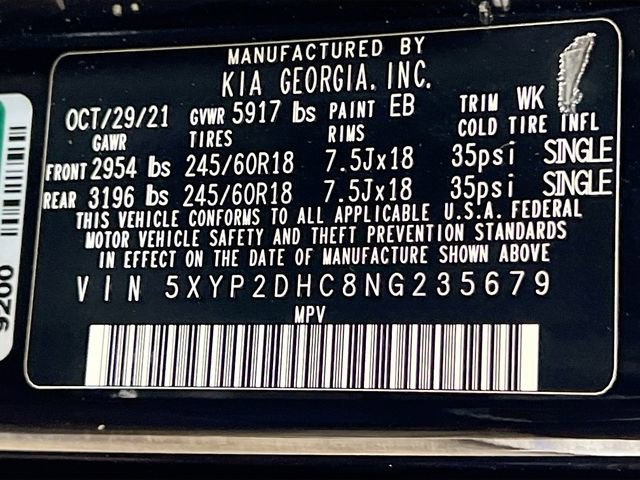 MANUFACTURED BY
KIA GEORGIA, INC.
OCT/29/21 GVWR 5917 lbs PAINT EB TRIM WK
GAWR TIRES RIMS COLD TIRE INFL
FRONT 2954 lbs 245/60R18 7.5Jx18 35psi SINGLE
REAR 3196 lbs 245/60R18 7.5Jx18 35psi SINGLE
THIS VEHICLE CONFORMS TO ALL APPLICABLE U.S.A. FEDERAL
MOTOR VEHICLE SAFETY AND THEFT PREVENTION STANDARDS
IN EFFECT ON THE DATE OF MANUFACTURE SHOWN ABOVE
VIN 5XYP2DHC8NG235679
MPV
9200